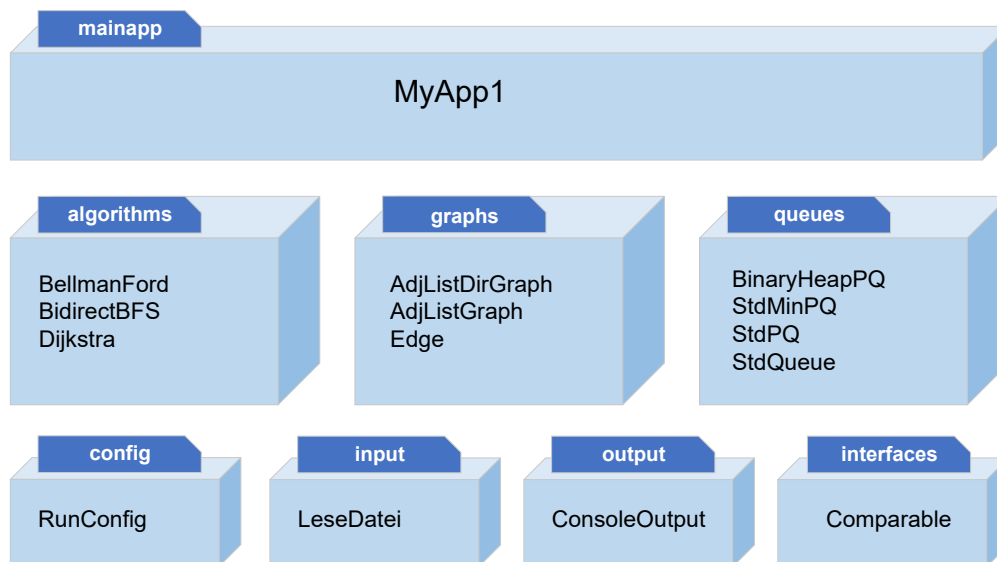 mainapp
MyApp1
algorithms
BellmanFord
BidirectBFS
Dijkstra
graphs
AdjListDirGraph
AdjListGraph
Edge
queues
BinaryHeapPQ
StdMinPQ
StdPQ
StdQueue
config
RunConfig
input
LeseDatei
output
ConsoleOutput
interfaces
Comparable